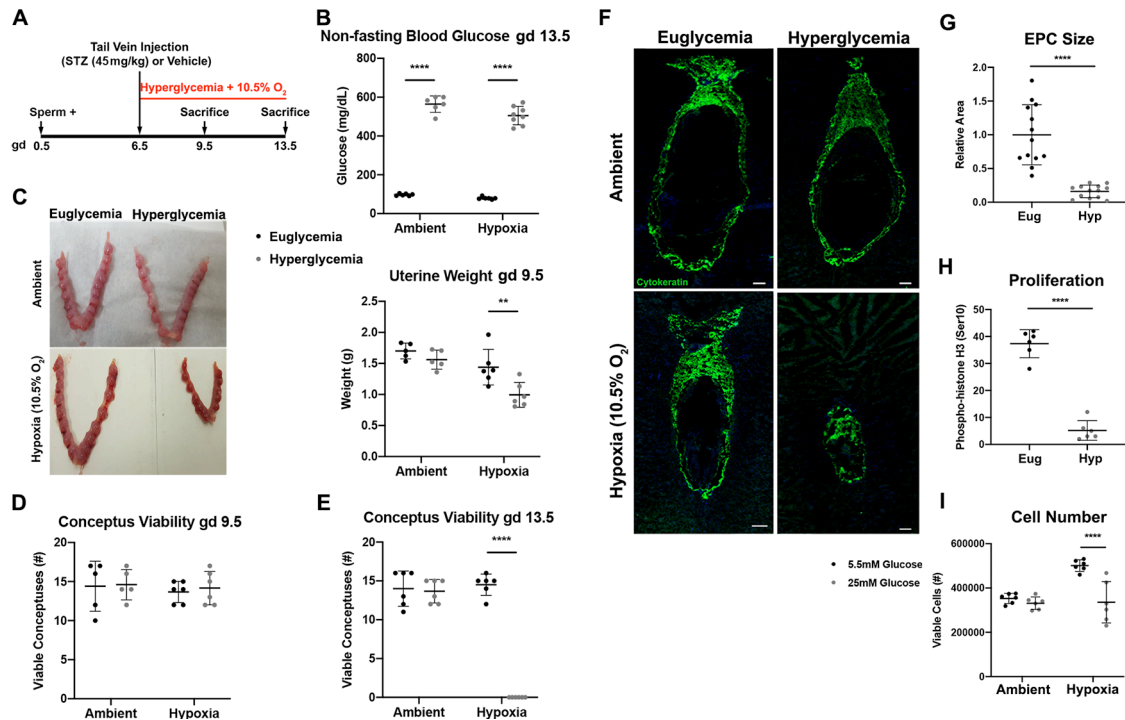 A
Tail Vein Injection
(STZ (45mg/kg) or Vehicle)
Hyperglycemia + 10.5% O2
Sperm +
Sacrifice
Sacrifice
gd
0.5
6.5
9.5
13.5
B
Non-fasting Blood Glucose gd 13.5
****
****
Glucose (mg/dL)
800
600
400
200
0
Ambient
Hypoxia
Euglycemia
Hyperglycemia
Uterine Weight gd 9.5
**
Weight (g)
2.5
2.0
1.5
1.0
0.5
0.0
Ambient
Hypoxia
C
Euglycemia
Hyperglycemia
Ambient
Hypoxia (10.5% O2)
D
Conceptus Viability gd 9.5
Viable Conceptuses (#)
20
15
10
5
0
Ambient
Hypoxia
E
Conceptus Viability gd 13.5
****
Viable Conceptuses (#)
20
15
10
5
0
Ambient
Hypoxia
F
Euglycemia
Hyperglycemia
Ambient
Cytokeratin
Hypoxia (10.5% O2)
G
EPC Size
****
Relative Area
2.0
1.5
1.0
0.5
0.0
Eug
Hyp
H
Proliferation
****
Phospho-histone H3 (Ser10)
50
40
30
20
10
0
Eug
Hyp
I
Cell Number
5.5mM Glucose
25mM Glucose
****
Viable Cells (#)
600000
400000
200000
0
Ambient
Hypoxia